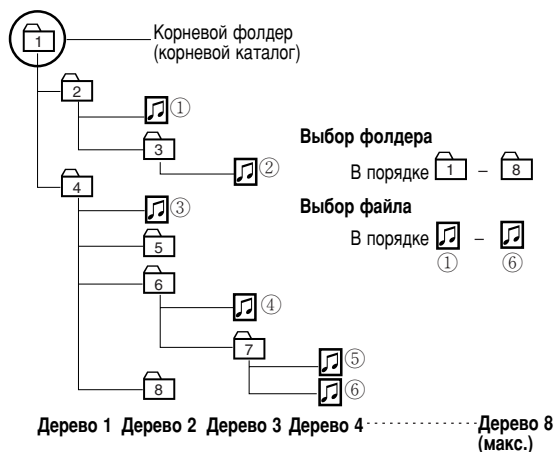 1
Корневой фолдер
(корневой каталог)
2
①
3
②
4
③
5
6
④
7
⑤
⑥
8
Выбор фолдера
В порядке 1 – 8
Выбор файла
В порядке –
① ⑥
Дерево 1 Дерево 2 Дерево 3 Дерево 4 Дерево 8
(макс.)